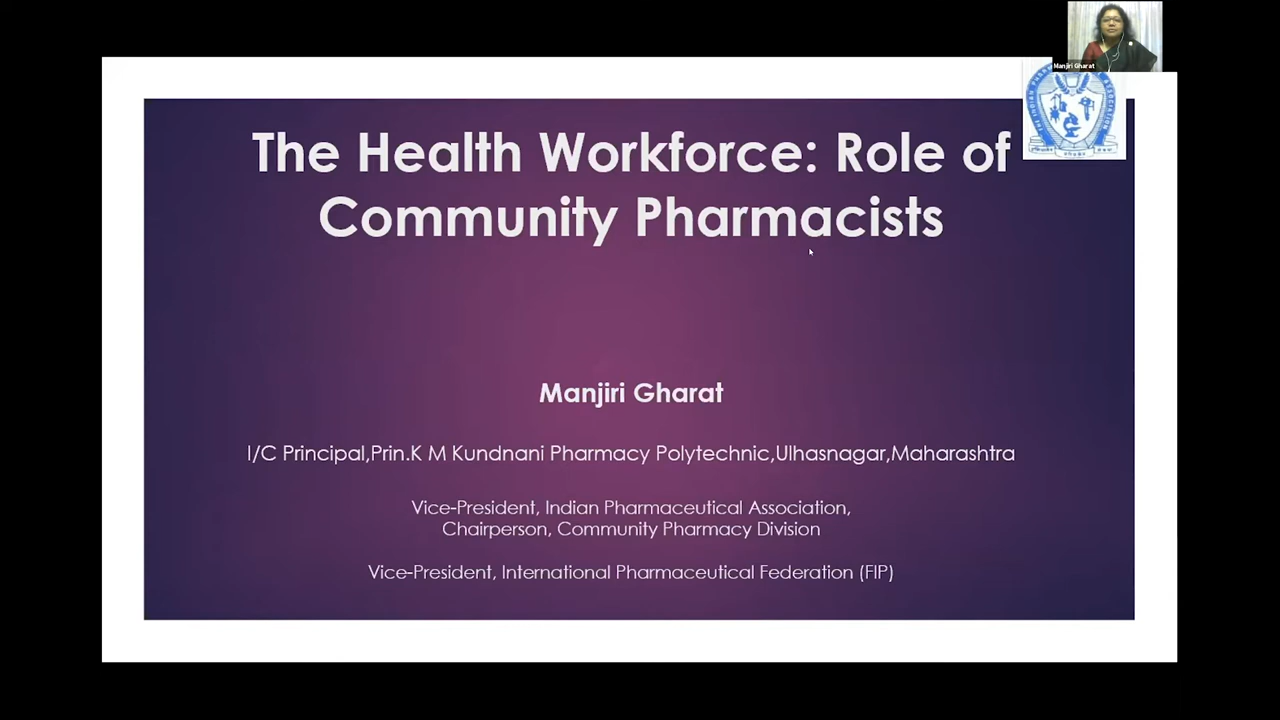 Manjiri Gharat
The Health Workforce: Role of
Community Pharmacists
Manjiri Gharat
I/C Principal,Prin.K M Kundnani Pharmacy Polytechnic,Ulhasnagar,Maharashtra
Vice-President, Indian Pharmaceutical Association,
Chairperson, Community Pharmacy Division
Vice-President, International Pharmaceutical Federation (FIP)